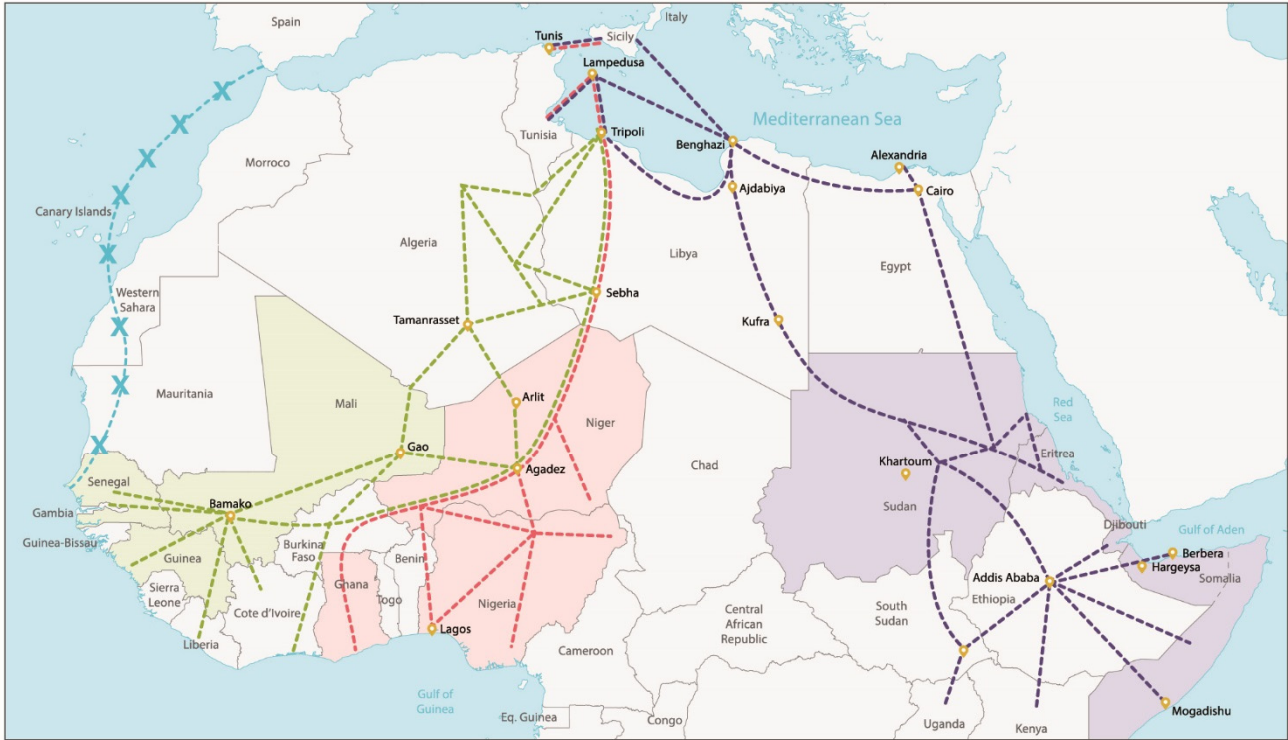 Spain
Italy
Tunis
Sicily
Lampedusa
Mediterranean Sea
Tunisia
Tripoli
Benghazi
Alexandria
Morroco
Ajdabiya
Cairo
Canary Islands
Algeria
Libya
Egypt
Western
Sahara
Sebha
Tamanrasset
Kufra
Mauritania
Mali
Arlit
Niger
Red
Sea
Gao
Chad
Agadez
Khartoum
Eritrea
Senegal
Bamako
Sudan
Gambia
Guinea-Bissau
Guinea
Burkina
Faso
Benin
Djibouti
Gulf of Aden
Berbera
Hargeysa
Somalia
Sierra
Leone
Cote d'Ivoire
Ghana
Togo
Nigeria
Addis Ababa
Ethiopia
Central
African
Republic
South
Sudan
Liberia
Lagos
Cameroon
Gulf of
Guinea
Eq. Guinea
Congo
Uganda
Kenya
Mogadishu
X
X
X
X
X
X
X
X